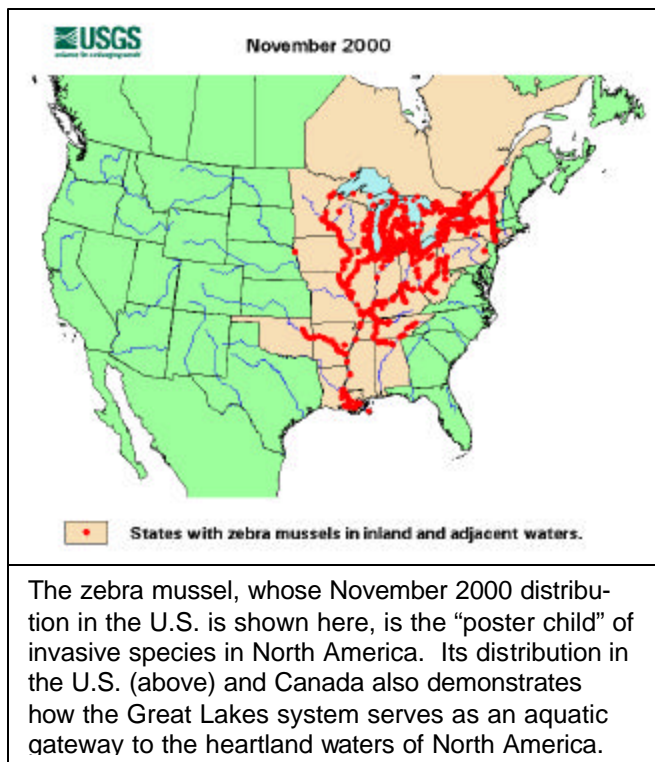 USGS
November 2000
States with zebra mussels in inland and adjacent waters.
The zebra mussel, whose November 2000 distribu-
tion in the U.S. is shown here, is the “poster child” of
invasive species in North America.  Its distribution in
the U.S. (above) and Canada also demonstrates
how the Great Lakes system serves as an aquatic
gateway to the heartland waters of North America.